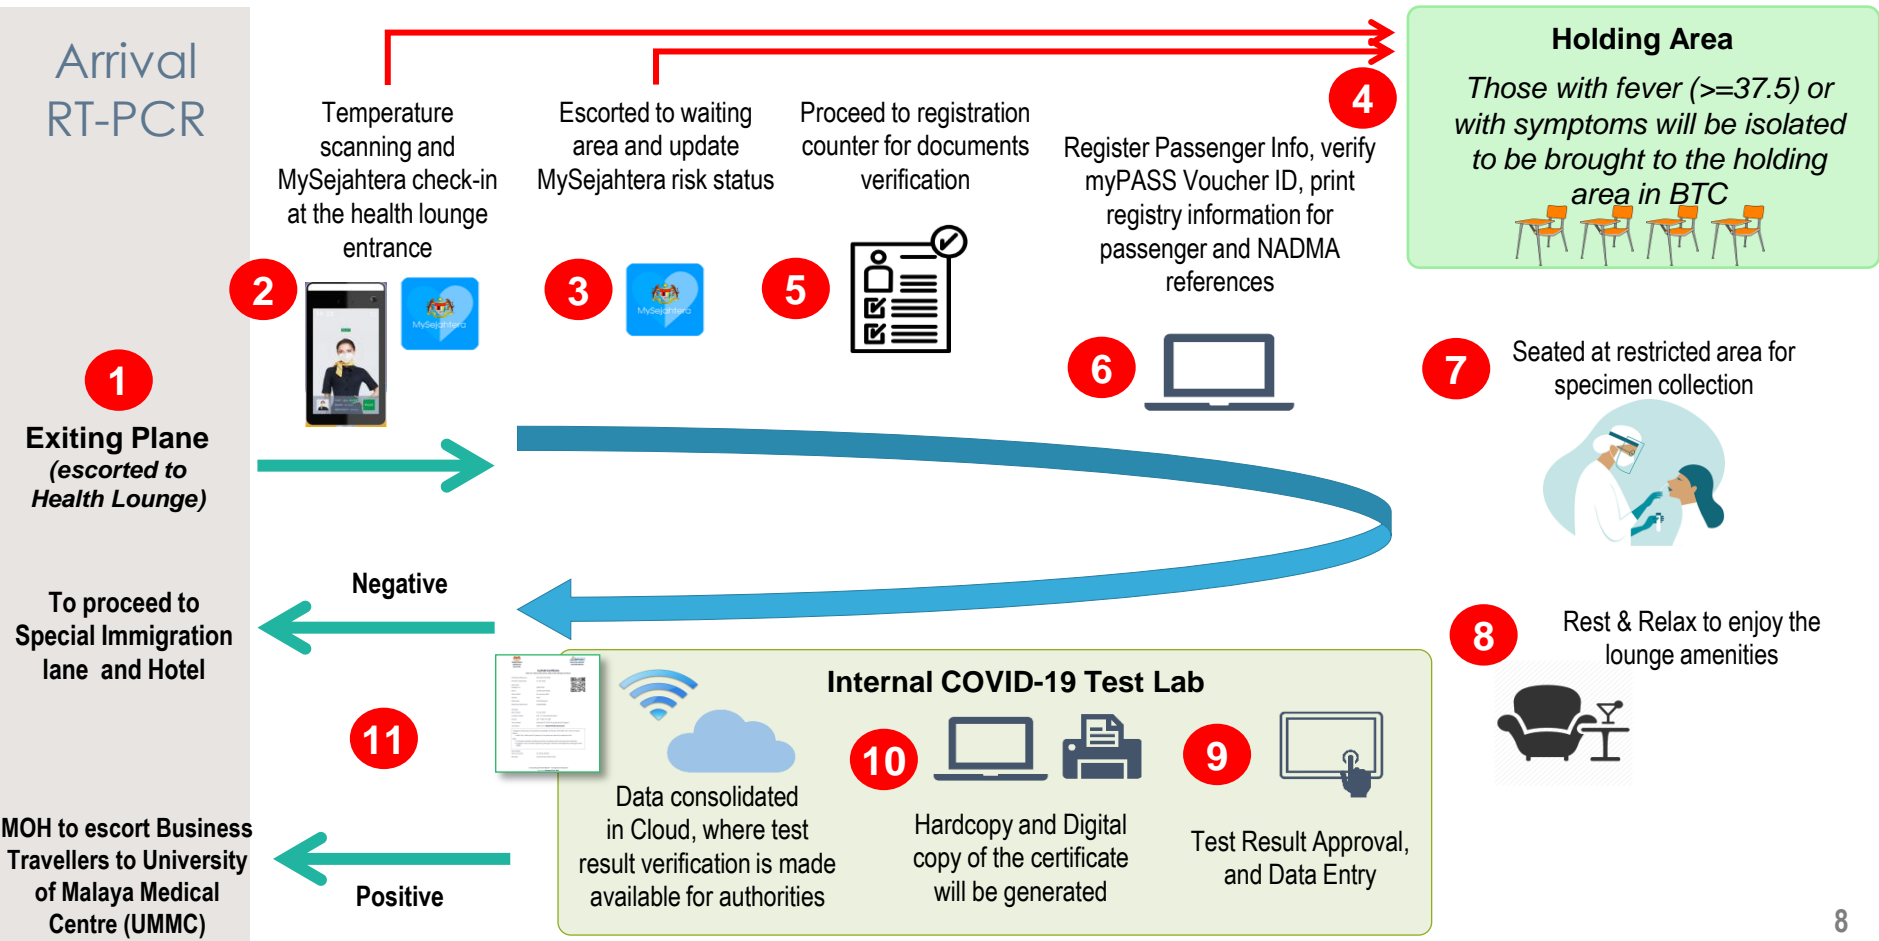 Arrival
RT-PCR
1
Exiting Plane
(escorted to
Health Lounge)
2
Temperature
scanning and
MySejahtera check-in
at the health lounge
entrance
MySejahtera
3
Escorted to waiting
area and update
MySejahtera risk status
MySejahtera
4
Holding Area
Those with fever (>=37.5) or
with symptoms will be isolated
to be brought to the holding
area in BTC
5
Proceed to registration
counter for documents
verification
6
Register Passenger Info, verify
myPASS Voucher ID, print
registry information for
passenger and NADMA
references
7
Seated at restricted area for
specimen collection
8
Rest & Relax to enjoy the
lounge amenities
Internal COVID-19 Test Lab
9
Test Result Approval,
and Data Entry
10
Hardcopy and Digital
copy of the certificate
will be generated
Data consolidated
in Cloud, where test
result verification is made
available for authorities
11
Negative
To proceed to
Special Immigration
lane and Hotel
Positive
MOH to escort Business
Travellers to University
of Malaya Medical
Centre (UMMC)
8